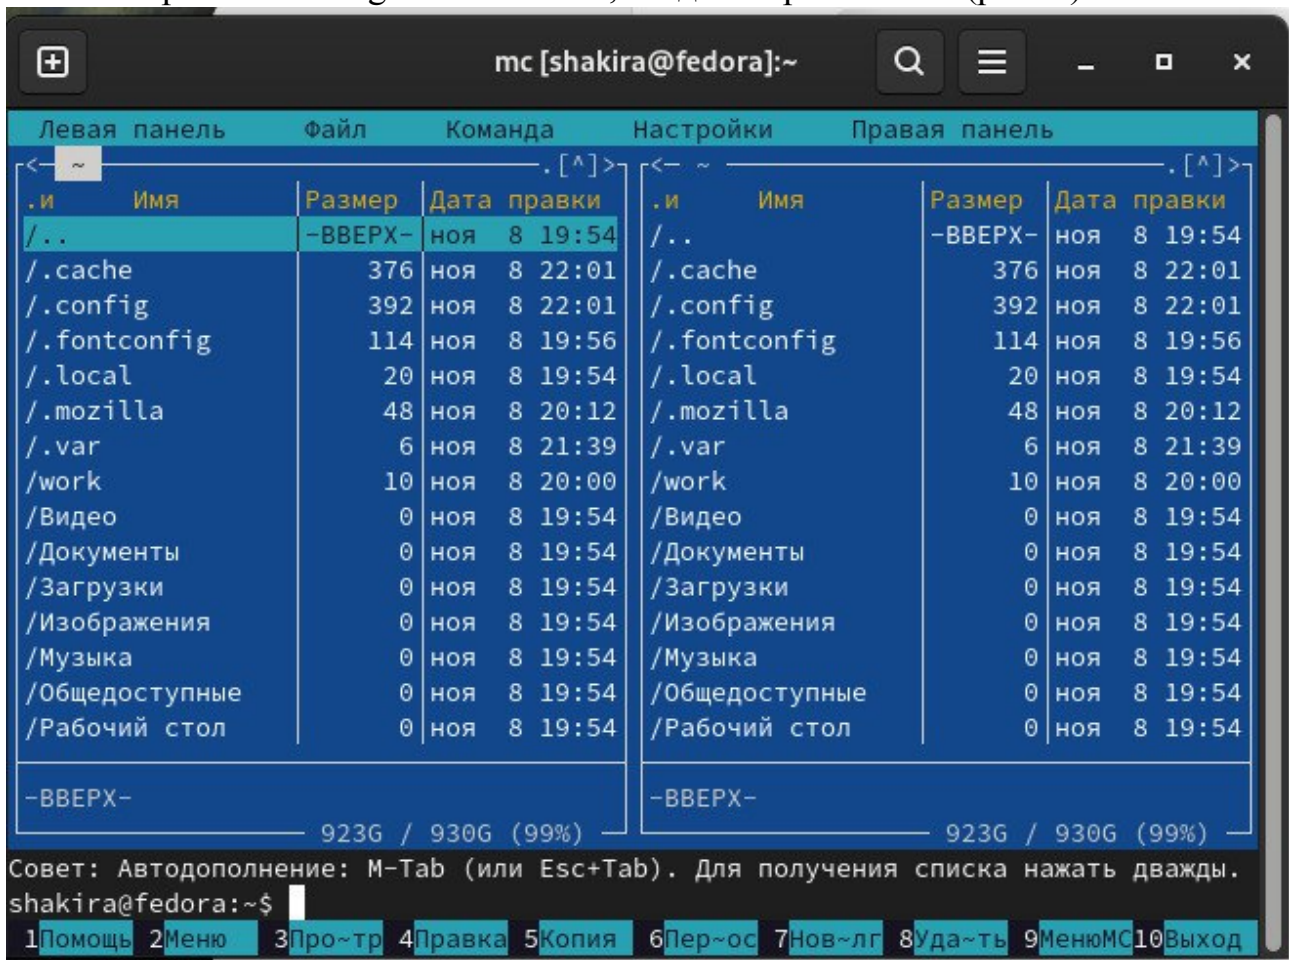 mc [shakira@fedora]:~
Левая панель Файл Команда Настройки Правая панель
<─ ~ ─.[^]>┐ <─ ~ ─.[^]>┐
.и Имя Размер Дата правки .и Имя Размер Дата правки
/.. -ВВЕРХ- ноя 8 19:54 /.. -ВВЕРХ- ноя 8 19:54
/.cache 376 ноя 8 22:01 /.cache 376 ноя 8 22:01
/.config 392 ноя 8 22:01 /.config 392 ноя 8 22:01
/.fontconfig 114 ноя 8 19:56 /.fontconfig 114 ноя 8 19:56
/.local 20 ноя 8 19:54 /.local 20 ноя 8 19:54
/.mozilla 48 ноя 8 20:12 /.mozilla 48 ноя 8 20:12
/.var 6 ноя 8 21:39 /.var 6 ноя 8 21:39
/work 10 ноя 8 20:00 /work 10 ноя 8 20:00
/Видео 0 ноя 8 19:54 /Видео 0 ноя 8 19:54
/Документы 0 ноя 8 19:54 /Документы 0 ноя 8 19:54
/Загрузки 0 ноя 8 19:54 /Загрузки 0 ноя 8 19:54
/Изображения 0 ноя 8 19:54 /Изображения 0 ноя 8 19:54
/Музыка 0 ноя 8 19:54 /Музыка 0 ноя 8 19:54
/Общедоступные 0 ноя 8 19:54 /Общедоступные 0 ноя 8 19:54
/Рабочий стол 0 ноя 8 19:54 /Рабочий стол 0 ноя 8 19:54
-ВВЕРХ- -ВВЕРХ-
923G / 930G (99%) 923G / 930G (99%)
Совет: Автодополнение: M-Tab (или Esc+Tab). Для получения списка нажать дважды.
shakira@fedora:~$
1Помощь 2Меню 3Про~тр 4Правка 5Копия 6Пер~ос 7Нов~лг 8Уда~ть 9МенюМС10Выход